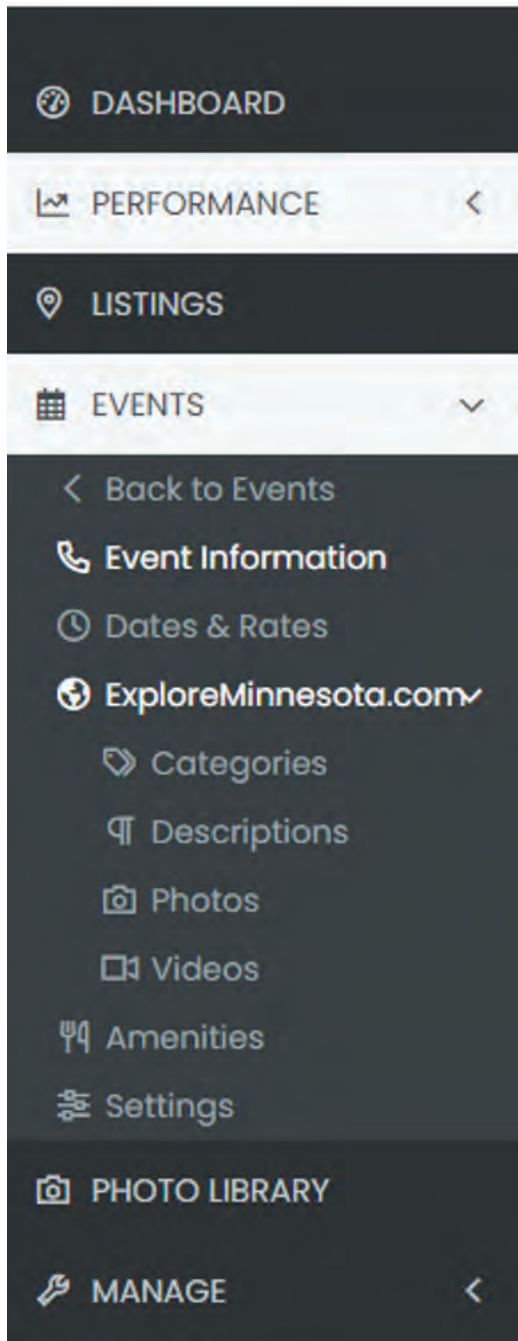 DASHBOARD
PERFORMANCE
LISTINGS
EVENTS
Back to Events
Event Information
Dates & Rates
ExploreMinnesota.com
Categories
Descriptions
Photos
Videos
Amenities
Settings
PHOTO LIBRARY
MANAGE